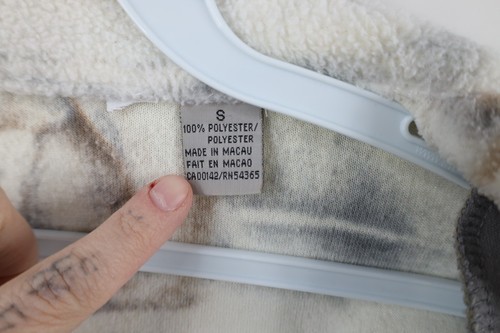 S
100% POLYESTER/
POLYESTER
MADE IN MACAU
FAIT EN MACAO
CA00142/RN54365